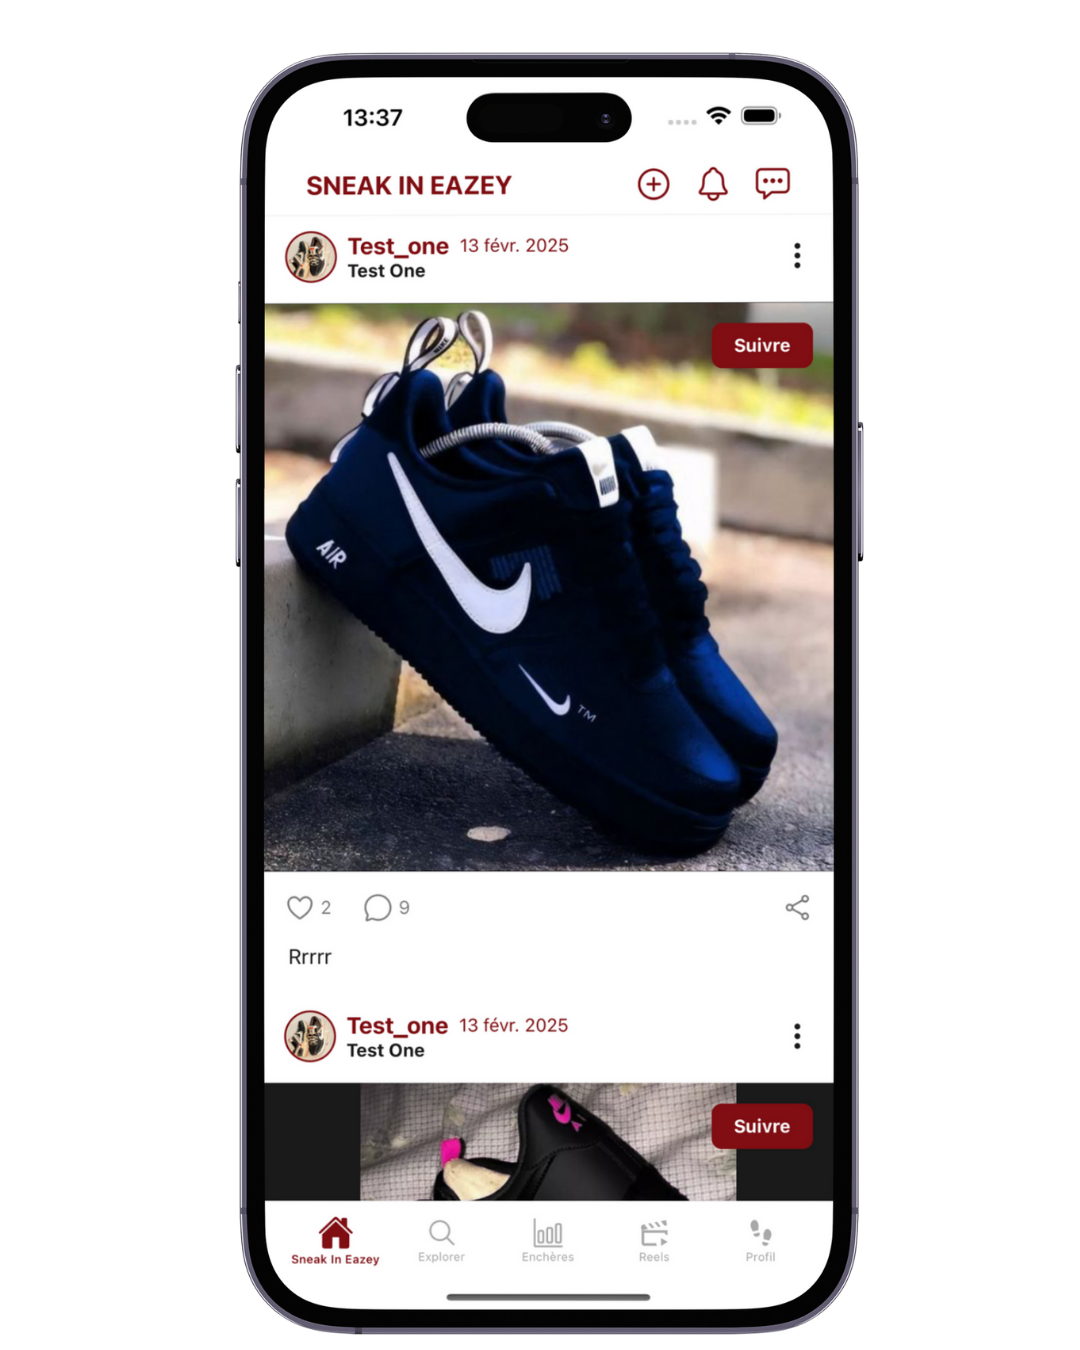 13:37
SNEAK IN EAZEY
Test_one 13 févr. 2025
Test One
Suivre
NIKE
AIR
TM
2 9
Rrrrr
Test_one 13 févr. 2025
Test One
Suivre
Sneak In Eazey Explorer Enchères Reels Profil